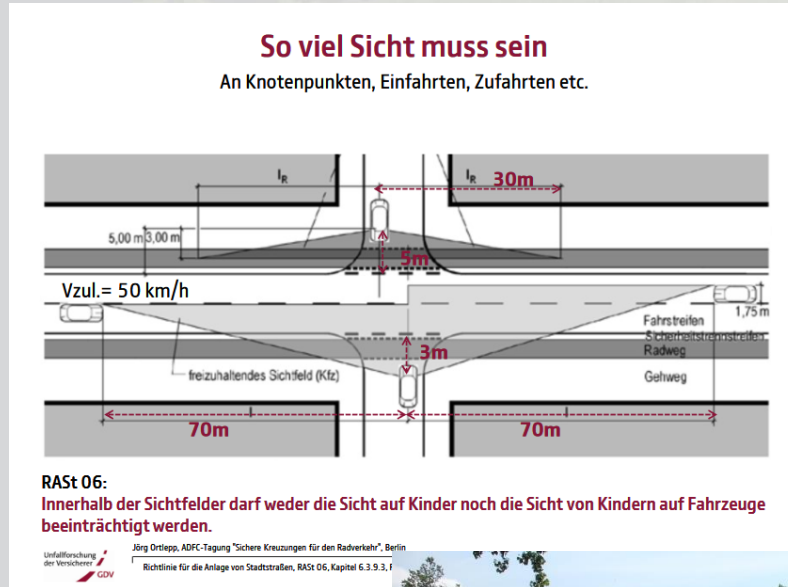 So viel Sicht muss sein
An Knotenpunkten, Einfahrten, Zufahrten etc.
lR
lR
30m
5,00 m
3,00 m
5m
Vzul.= 50 km/h
1,75 m
Fahrstreifen
Sicherheitstrennstreifen
Radweg
3m
freizuhaltendes Sichtfeld (Kfz)
Gehweg
l
l
70m
70m
RASt 06:
Innerhalb der Sichtfelder darf weder die Sicht auf Kinder noch die Sicht von Kindern auf Fahrzeuge
beeinträchtigt werden.
Jörg Ortlepp, ADFC-Tagung "Sichere Kreuzungen für den Radverkehr", Berlin
Unfallforschung
der Versicherer
GDV
Richtlinie für die Anlage von Stadtstraßen, RASt 06, Kapitel 6.3.9.3,